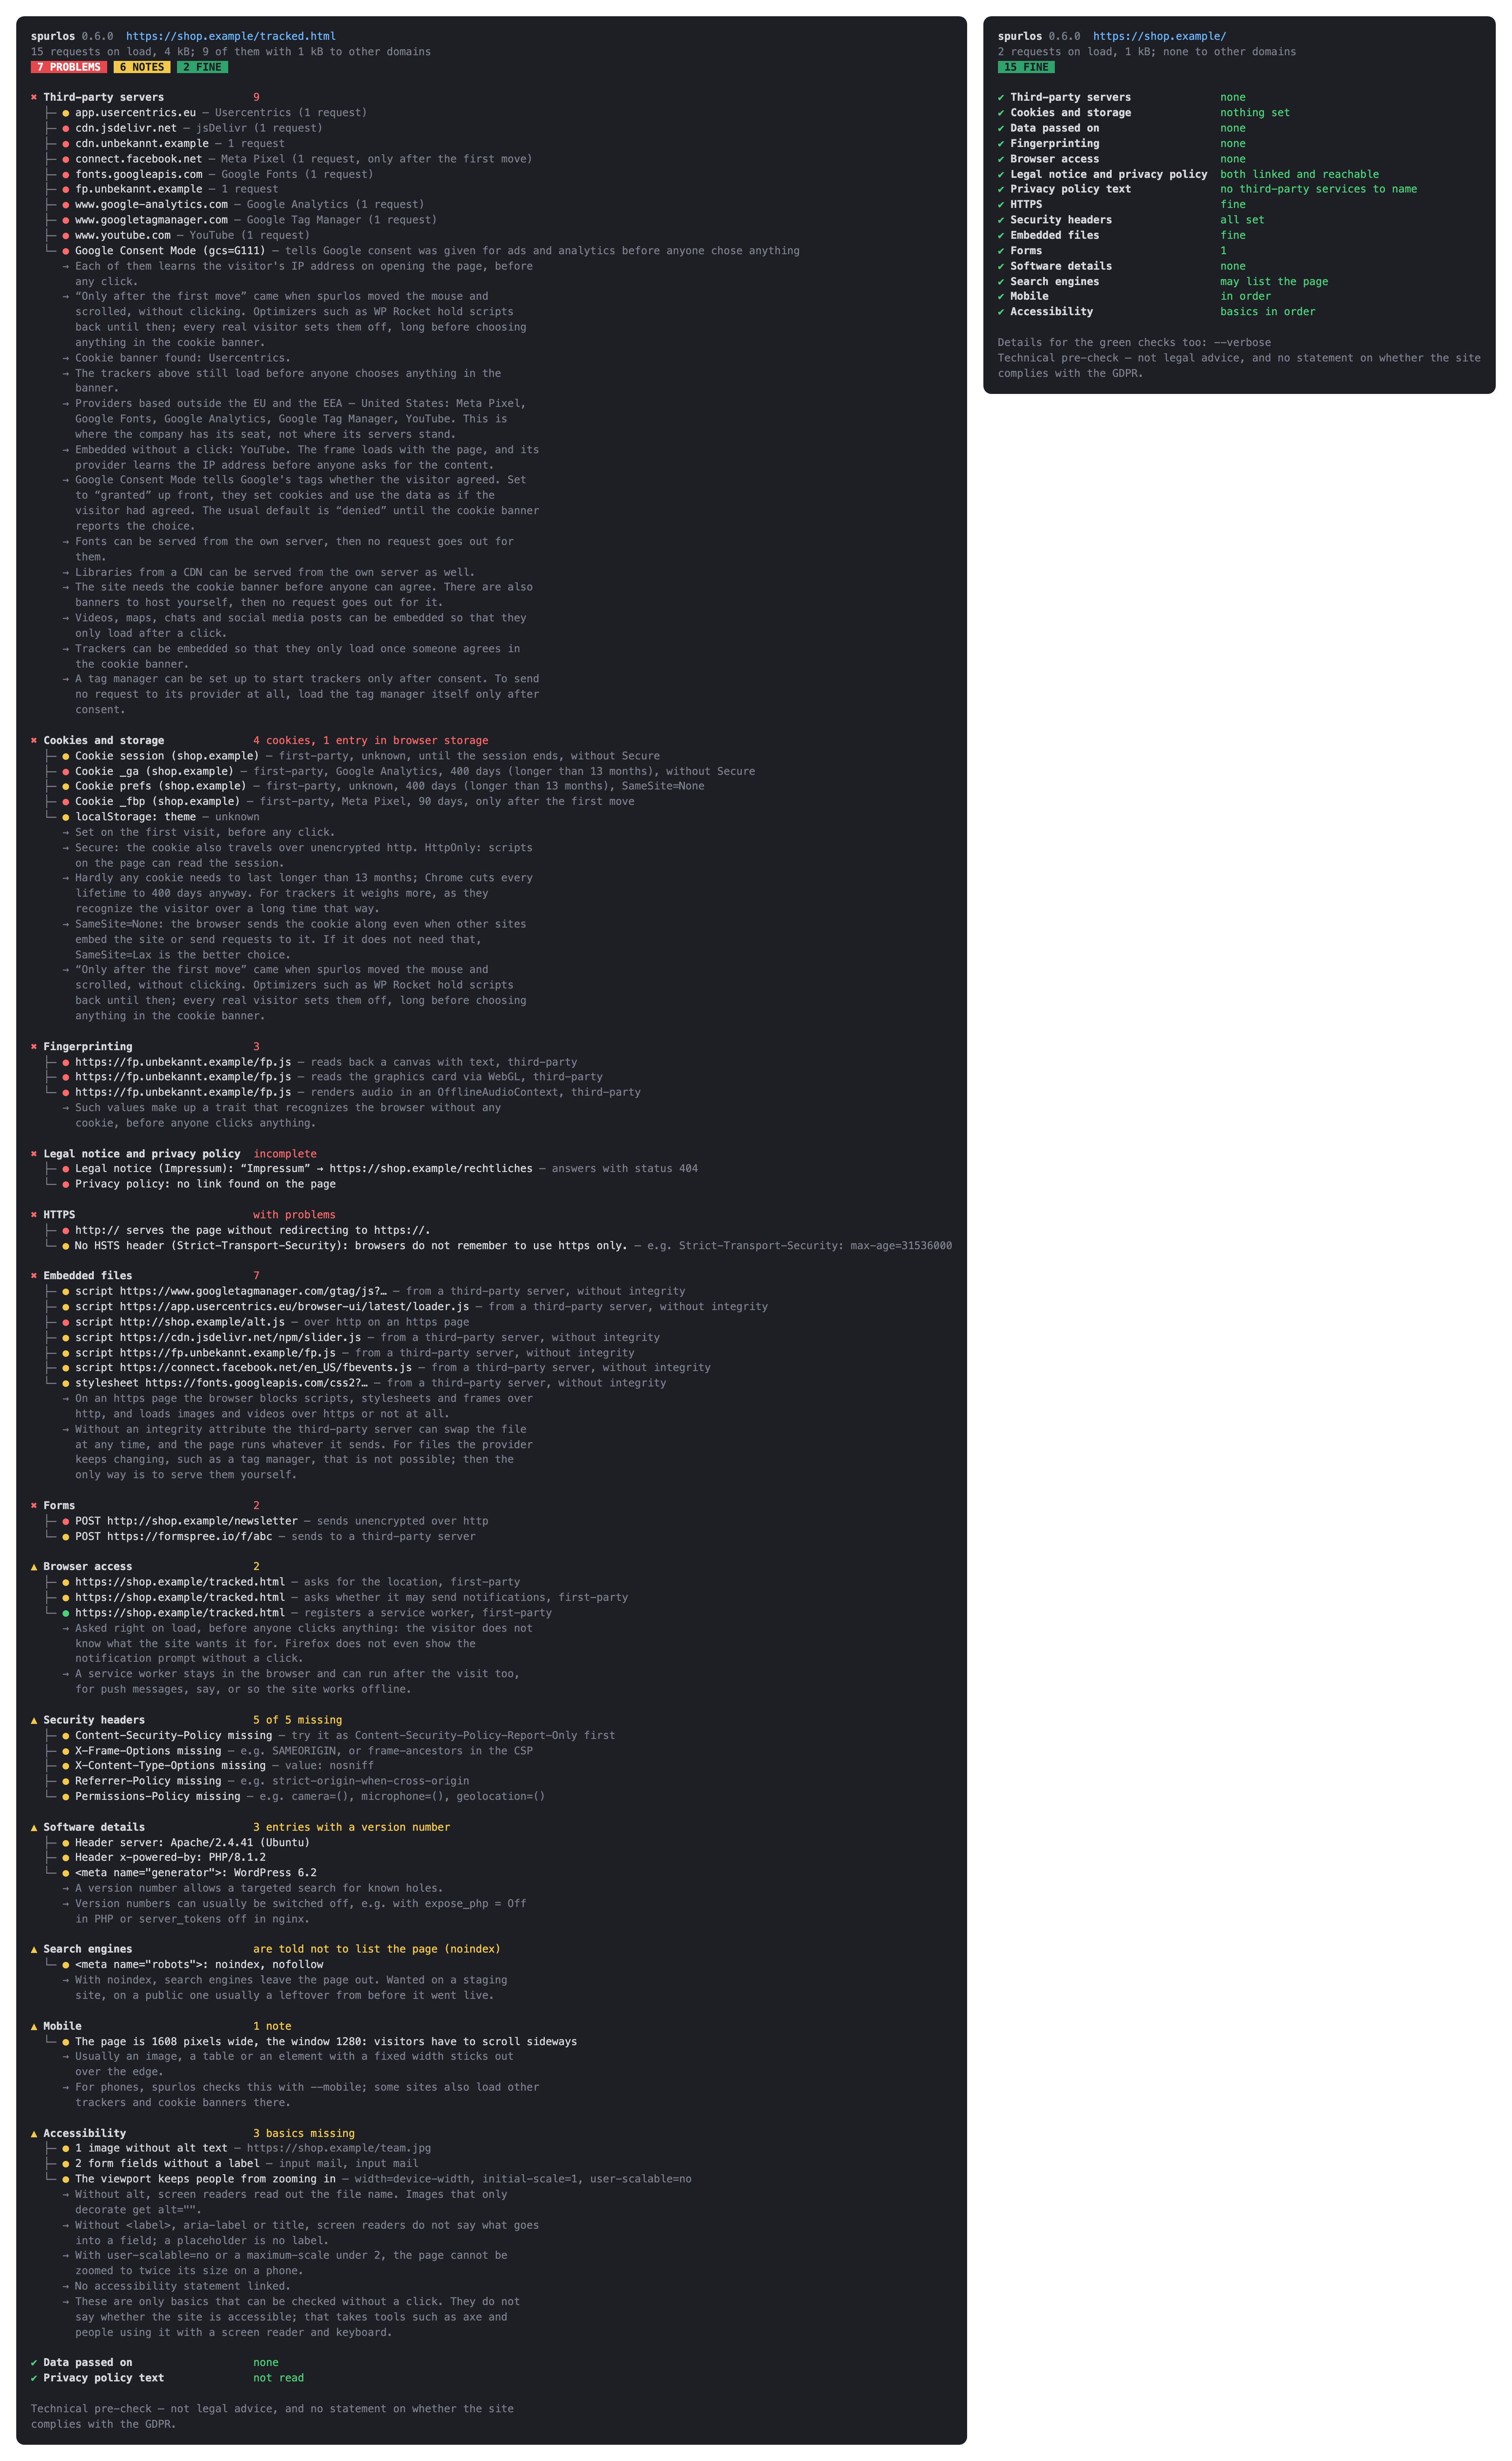 spurlos 0.6.0  https://shop.example/tracked.html
15 requests on load, 4 kB; 9 of them with 1 kB to other domains
7 PROBLEMS  6 NOTES  2 FINE
✖ Third-party servers  9
├─ ● app.usercentrics.eu — Usercentrics (1 request)
├─ ● cdn.jsdelivr.net — jsDelivr (1 request)
├─ ● cdn.unbekannt.example — 1 request
├─ ● connect.facebook.net — Meta Pixel (1 request, only after the first move)
├─ ● fonts.googleapis.com — Google Fonts (1 request)
├─ ● fp.unbekannt.example — 1 request
├─ ● www.google-analytics.com — Google Analytics (1 request)
├─ ● www.googletagmanager.com — Google Tag Manager (1 request)
├─ ● www.youtube.com — YouTube (1 request)
└─ ● Google Consent Mode (gcs=G111) — tells Google consent was given for ads and analytics before anyone chose anything
→ Each of them learns the visitor's IP address on opening the page, before
any click.
→ “Only after the first move” came when spurlos moved the mouse and
scrolled, without clicking. Optimizers such as WP Rocket hold scripts
back until then; every real visitor sets them off, long before choosing
anything in the cookie banner.
→ Cookie banner found: Usercentrics.
→ The trackers above still load before anyone chooses anything in the
banner.
→ Providers based outside the EU and the EEA — United States: Meta Pixel,
Google Fonts, Google Analytics, Google Tag Manager, YouTube. This is
where the company has its seat, not where its servers stand.
→ Embedded without a click: YouTube. The frame loads with the page, and its
provider learns the IP address before anyone asks for the content.
→ Google Consent Mode tells Google's tags whether the visitor agreed. Set
to “granted” up front, they set cookies and use the data as if the
visitor had agreed. The usual default is “denied” until the cookie banner
reports the choice.
→ Fonts can be served from the own server, then no request goes out for
them.
→ Libraries from a CDN can be served from the own server as well.
→ The site needs the cookie banner before anyone can agree. There are also
banners to host yourself, then no request goes out for it.
→ Videos, maps, chats and social media posts can be embedded so that they
only load after a click.
→ Trackers can be embedded so that they only load once someone agrees in
the cookie banner.
→ A tag manager can be set up to start trackers only after consent. To send
no request to its provider at all, load the tag manager itself only after
consent.
✖ Cookies and storage  4 cookies, 1 entry in browser storage
├─ ● Cookie session (shop.example) — first-party, unknown, until the session ends, without Secure
├─ ● Cookie _ga (shop.example) — first-party, Google Analytics, 400 days (longer than 13 months), without Secure
├─ ● Cookie prefs (shop.example) — first-party, unknown, 400 days (longer than 13 months), SameSite=None
├─ ● Cookie _fbp (shop.example) — first-party, Meta Pixel, 90 days, only after the first move
└─ ● localStorage: theme — unknown
→ Set on the first visit, before any click.
→ Secure: the cookie also travels over unencrypted http. HttpOnly: scripts
on the page can read the session.
→ Hardly any cookie needs to last longer than 13 months; Chrome cuts every
lifetime to 400 days anyway. For trackers it weighs more, as they
recognize the visitor over a long time that way.
→ SameSite=None: the browser sends the cookie along even when other sites
embed the site or send requests to it. If it does not need that,
SameSite=Lax is the better choice.
→ “Only after the first move” came when spurlos moved the mouse and
scrolled, without clicking. Optimizers such as WP Rocket hold scripts
back until then; every real visitor sets them off, long before choosing
anything in the cookie banner.
✖ Fingerprinting  3
├─ ● https://fp.unbekannt.example/fp.js — reads back a canvas with text, third-party
├─ ● https://fp.unbekannt.example/fp.js — reads the graphics card via WebGL, third-party
└─ ● https://fp.unbekannt.example/fp.js — renders audio in an OfflineAudioContext, third-party
→ Such values make up a trait that recognizes the browser without any
cookie, before anyone clicks anything.
✖ Legal notice and privacy policy  incomplete
├─ ● Legal notice (Impressum): “Impressum” → https://shop.example/rechtliches — answers with status 404
└─ ● Privacy policy: no link found on the page
✖ HTTPS  with problems
├─ ● http:// serves the page without redirecting to https://.
└─ ● No HSTS header (Strict-Transport-Security): browsers do not remember to use https only. — e.g. Strict-Transport-Security: max-age=31536000
✖ Embedded files  7
├─ ● script https://www.googletagmanager.com/gtag/js?… — from a third-party server, without integrity
├─ ● script https://app.usercentrics.eu/browser-ui/latest/loader.js — from a third-party server, without integrity
├─ ● script http://shop.example/alt.js — over http on an https page
├─ ● script https://cdn.jsdelivr.net/npm/slider.js — from a third-party server, without integrity
├─ ● script https://fp.unbekannt.example/fp.js — from a third-party server, without integrity
├─ ● script https://connect.facebook.net/en_US/fbevents.js — from a third-party server, without integrity
└─ ● stylesheet https://fonts.googleapis.com/css2?… — from a third-party server, without integrity
→ On an https page the browser blocks scripts, stylesheets and frames over
http, and loads images and videos over https or not at all.
→ Without an integrity attribute the third-party server can swap the file
at any time, and the page runs whatever it sends. For files the provider
keeps changing, such as a tag manager, that is not possible; then the
only way is to serve them yourself.
✖ Forms  2
├─ ● POST http://shop.example/newsletter — sends unencrypted over http
└─ ● POST https://formspree.io/f/abc — sends to a third-party server
▲ Browser access  2
├─ ● https://shop.example/tracked.html — asks for the location, first-party
├─ ● https://shop.example/tracked.html — asks whether it may send notifications, first-party
└─ ● https://shop.example/tracked.html — registers a service worker, first-party
→ Asked right on load, before anyone clicks anything: the visitor does not
know what the site wants it for. Firefox does not even show the
notification prompt without a click.
→ A service worker stays in the browser and can run after the visit too,
for push messages, say, or so the site works offline.
▲ Security headers  5 of 5 missing
├─ ● Content-Security-Policy missing — try it as Content-Security-Policy-Report-Only first
├─ ● X-Frame-Options missing — e.g. SAMEORIGIN, or frame-ancestors in the CSP
├─ ● X-Content-Type-Options missing — value: nosniff
├─ ● Referrer-Policy missing — e.g. strict-origin-when-cross-origin
└─ ● Permissions-Policy missing — e.g. camera=(), microphone=(), geolocation=()
▲ Software details  3 entries with a version number
├─ ● Header server: Apache/2.4.41 (Ubuntu)
├─ ● Header x-powered-by: PHP/8.1.2
└─ ● <meta name="generator">: WordPress 6.2
→ A version number allows a targeted search for known holes.
→ Version numbers can usually be switched off, e.g. with expose_php = Off
in PHP or server_tokens off in nginx.
▲ Search engines  are told not to list the page (noindex)
└─ ● <meta name="robots">: noindex, nofollow
→ With noindex, search engines leave the page out. Wanted on a staging
site, on a public one usually a leftover from before it went live.
▲ Mobile  1 note
└─ ● The page is 1608 pixels wide, the window 1280: visitors have to scroll sideways
→ Usually an image, a table or an element with a fixed width sticks out
over the edge.
→ For phones, spurlos checks this with --mobile; some sites also load other
trackers and cookie banners there.
▲ Accessibility  3 basics missing
├─ ● 1 image without alt text — https://shop.example/team.jpg
├─ ● 2 form fields without a label — input mail, input mail
└─ ● The viewport keeps people from zooming in — width=device-width, initial-scale=1, user-scalable=no
→ Without alt, screen readers read out the file name. Images that only
decorate get alt="".
→ Without <label>, aria-label or title, screen readers do not say what goes
into a field; a placeholder is no label.
→ With user-scalable=no or a maximum-scale under 2, the page cannot be
zoomed to twice its size on a phone.
→ No accessibility statement linked.
→ These are only basics that can be checked without a click. They do not
say whether the site is accessible; that takes tools such as axe and
people using it with a screen reader and keyboard.
✔ Data passed on  none
✔ Privacy policy text  not read
Technical pre-check — not legal advice, and no statement on whether the site
complies with the GDPR.
spurlos 0.6.0  https://shop.example/
2 requests on load, 1 kB; none to other domains
15 FINE
✔ Third-party servers  none
✔ Cookies and storage  nothing set
✔ Data passed on  none
✔ Fingerprinting  none
✔ Browser access  none
✔ Legal notice and privacy policy  both linked and reachable
✔ Privacy policy text  no third-party services to name
✔ HTTPS  fine
✔ Security headers  all set
✔ Embedded files  fine
✔ Forms  1
✔ Software details  none
✔ Search engines  may list the page
✔ Mobile  in order
✔ Accessibility  basics in order
Details for the green checks too: --verbose
Technical pre-check — not legal advice, and no statement on whether the site
complies with the GDPR.